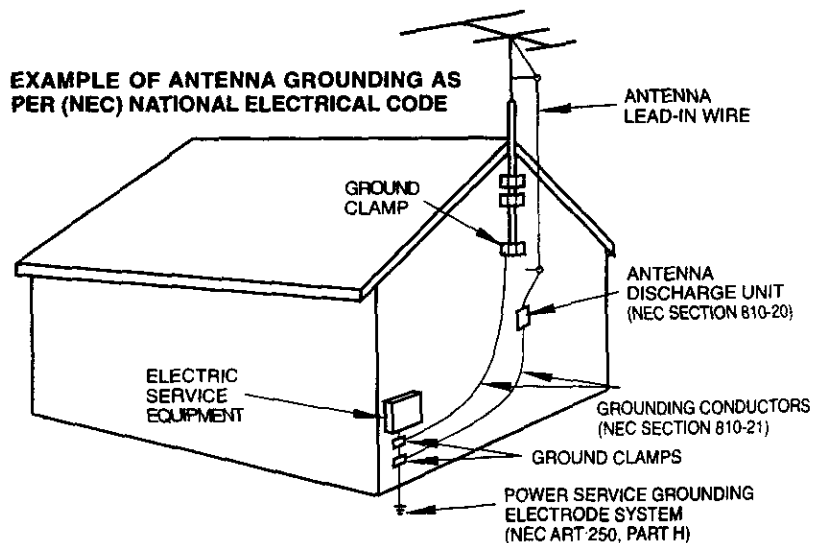 EXAMPLE OF ANTENNA GROUNDING AS
PER (NEC) NATIONAL ELECTRICAL CODE
ANTENNA
LEAD-IN WIRE
GROUND
CLAMP
ANTENNA
DISCHARGE UNIT
(NEC SECTION 810-20)
ELECTRIC
SERVICE
EQUIPMENT
GROUNDING CONDUCTORS
(NEC SECTION 810-21)
GROUND CLAMPS
POWER SERVICE GROUNDING
ELECTRODE SYSTEM
(NEC ART 250, PART H)